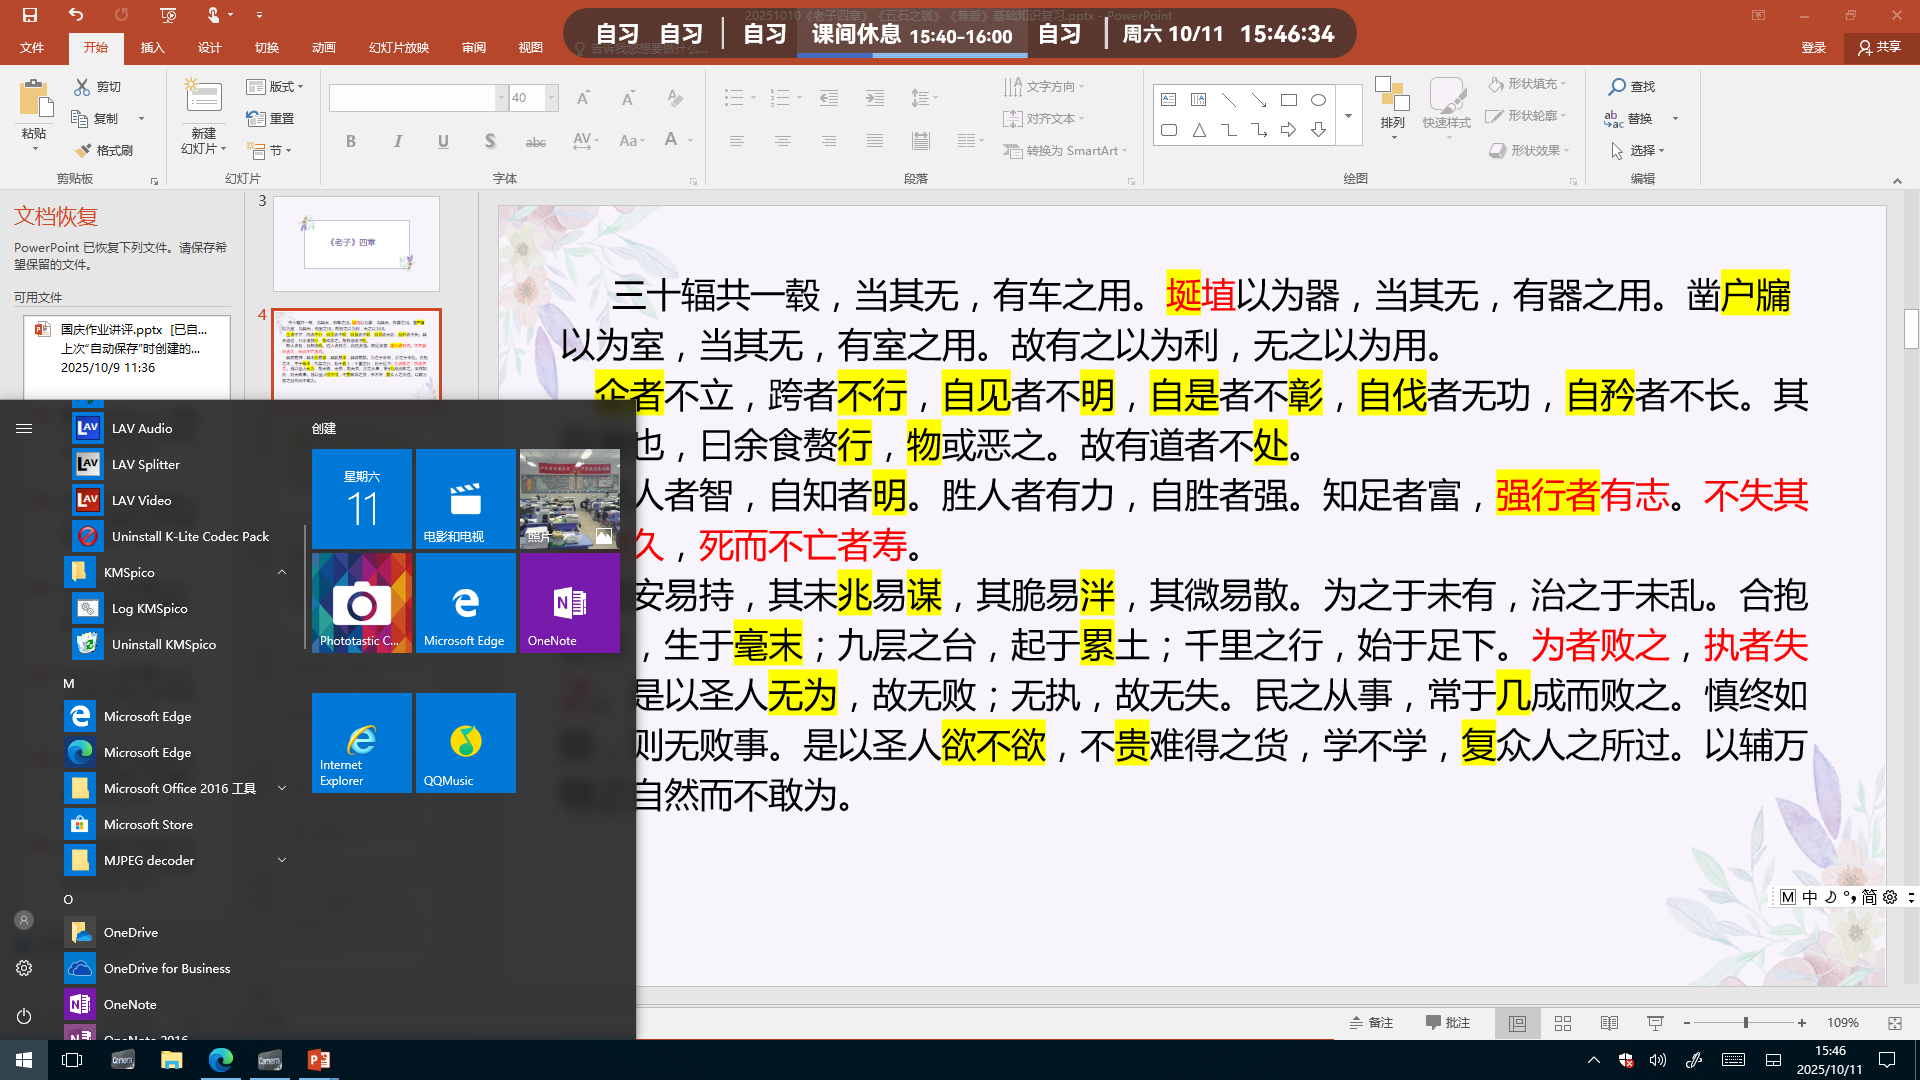 20251010《老子四章》《五石之瓠》《兼爱》基础知识复习.pptx - PowerPoint
自习 自习 自习 课间休息 15:40-16:00 自习 周六 10/11 15:46:34
文件 开始 插入 设计 切换 动画 幻灯片放映 审阅 视图 告诉我您想要做什么... 登录 共享
粘贴 剪切 复制 格式刷 剪贴板
新建 幻灯片 版式 重置 节 幻灯片
40
B I U S abc AV Aa A 字体
文字方向 对齐文本 转换为 SmartArt 段落
排列 快速样式 形状填充 形状轮廓 形状效果 绘图
查找 替换 选择 编辑
文档恢复
PowerPoint 已恢复下列文件。请保存希
望保留的文件。
可用文件
国庆作业讲评.pptx [已自...
上次“自动保存”时创建的...
2025/10/9 11:36
3
《老子》四章
4
三十辐共一毂，当其无，有车之用。埏埴以为器，当其无，有器之用。凿户牖
以为室，当其无，有室之用。故有之以为利，无之以为用。
企者不立，跨者不行，自见者不明，自是者不彰，自伐者无功，自矜者不长。其
也，曰余食赘行，物或恶之。故有道者不处。
人者智，自知者明。胜人者有力，自胜者强。知足者富，强行者有志。不失其
久，死而不亡者寿。
安易持，其未兆易谋，其脆易泮，其微易散。为之于未有，治之于未乱。合抱
，生于毫末；九层之台，起于累土；千里之行，始于足下。为者败之，执者失
是以圣人无为，故无败；无执，故无失。民之从事，常于几成而败之。慎终如
则无败事。是以圣人欲不欲，不贵难得之货，学不学，复众人之所过。以辅万
自然而不敢为。
LAV Audio
LAV Splitter
LAV Video
Uninstall K-Lite Codec Pack
KMSpico
Log KMSpico
Uninstall KMSpico
M
Microsoft Edge
Microsoft Edge
Microsoft Office 2016 工具
Microsoft Store
MJPEG decoder
O
OneDrive
OneDrive for Business
OneNote
OneNote 2016
创建
星期六
11
电影和电视
照片
Phototastic C...
Microsoft Edge
OneNote
Internet
Explorer
QQMusic
M 中 简
备注 批注 109%
15:46
2025/10/11